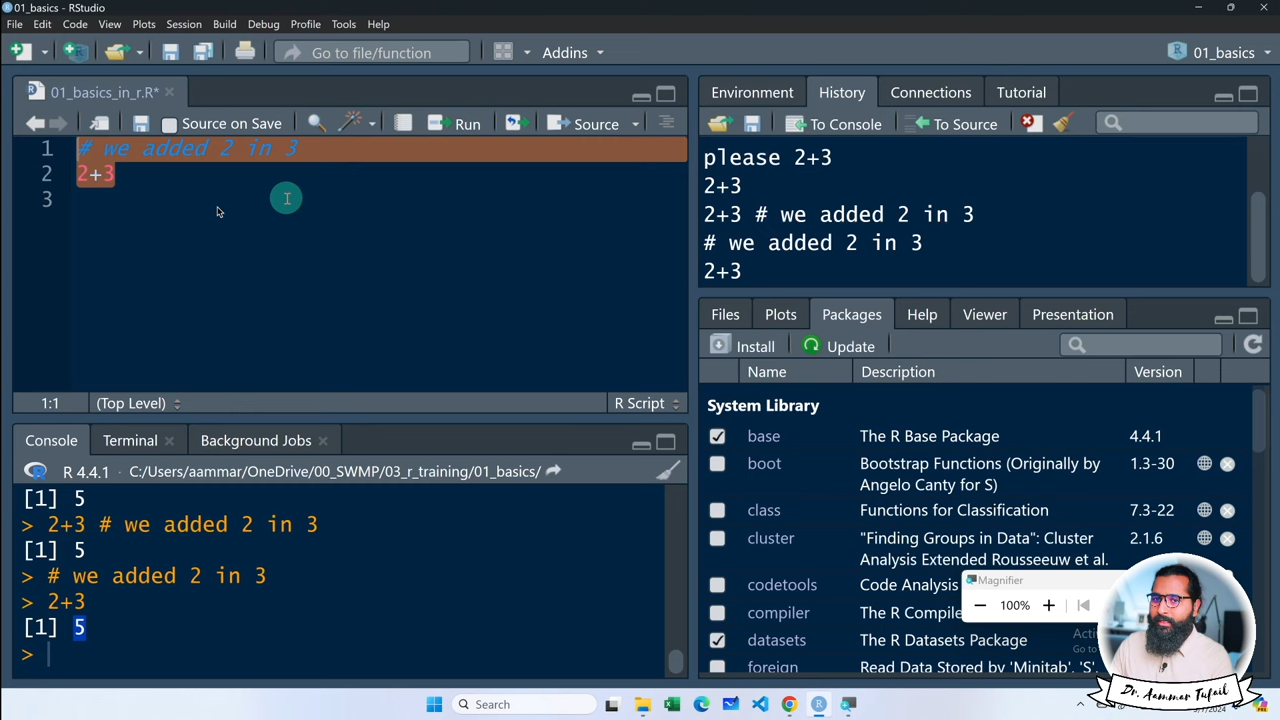 01_basics - RStudio
File Edit Code View Plots Session Build Debug Profile Tools Help
Go to file/function
Addins
01_basics
01_basics_in_r.R*
Source on Save
Run
Source
1 # we added 2 in 3
2 2+3
3
1:1 (Top Level) R Script
Console Terminal Background Jobs
R 4.4.1 · C:/Users/aammar/OneDrive/00_SWMP/03_r_training/01_basics/
[1] 5
> 2+3 # we added 2 in 3
[1] 5
> # we added 2 in 3
> 2+3
[1] 5
>
Environment History Connections Tutorial
To Console To Source
please 2+3
2+3
2+3 # we added 2 in 3
# we added 2 in 3
2+3
Files Plots Packages Help Viewer Presentation
Install Update
Name Description Version
System Library
base The R Base Package 4.4.1
boot Bootstrap Functions (Originally by 1.3-30
Angelo Canty for S)
class Functions for Classification 7.3-22
cluster "Finding Groups in Data": Cluster 2.1.6
Analysis Extended Rousseeuw et al.
codetools Code Analysis
compiler The R Compile
datasets The R Datasets Package
foreign Read Data Stored by 'Minitab', 'S',
Magnifier
100%
Dr. Aammar Tufail
Search